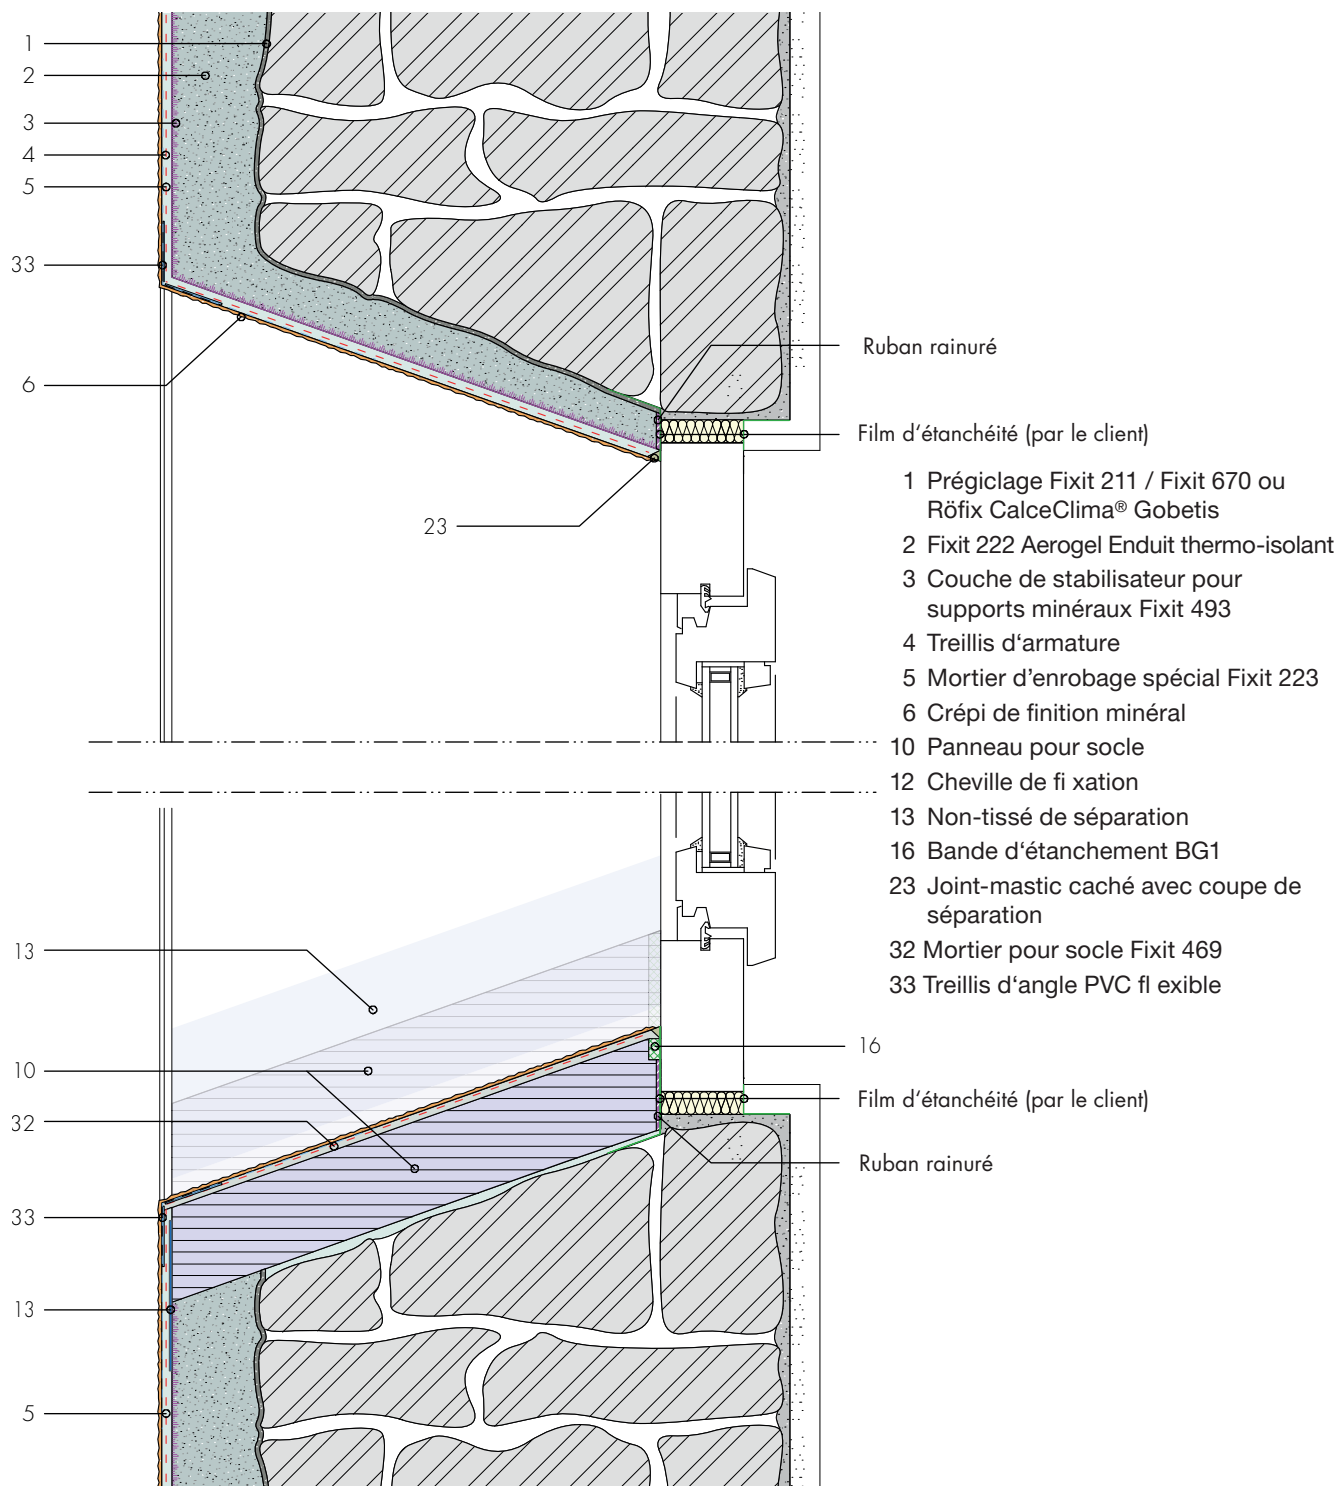 1
2
3
4
5
33
6
23
Ruban rainuré
Film d‘étanchéité (par le client)
1 Prégiclage Fixit 211 / Fixit 670 ou
Röfix CalceClima® Gobetis
2 Fixit 222 Aerogel Enduit thermo-isolant
3 Couche de stabilisateur pour
supports minéraux Fixit 493
4 Treillis d‘armature
5 Mortier d’enrobage spécial Fixit 223
6 Crépi de finition minéral
10 Panneau pour socle
12 Cheville de fi xation
13 Non-tissé de séparation
16 Bande d‘étanchement BG1
23 Joint-mastic caché avec coupe de
séparation
32 Mortier pour socle Fixit 469
33 Treillis d‘angle PVC fl exible
13
10
32
33
13
5
16
Film d‘étanchéité (par le client)
Ruban rainuré